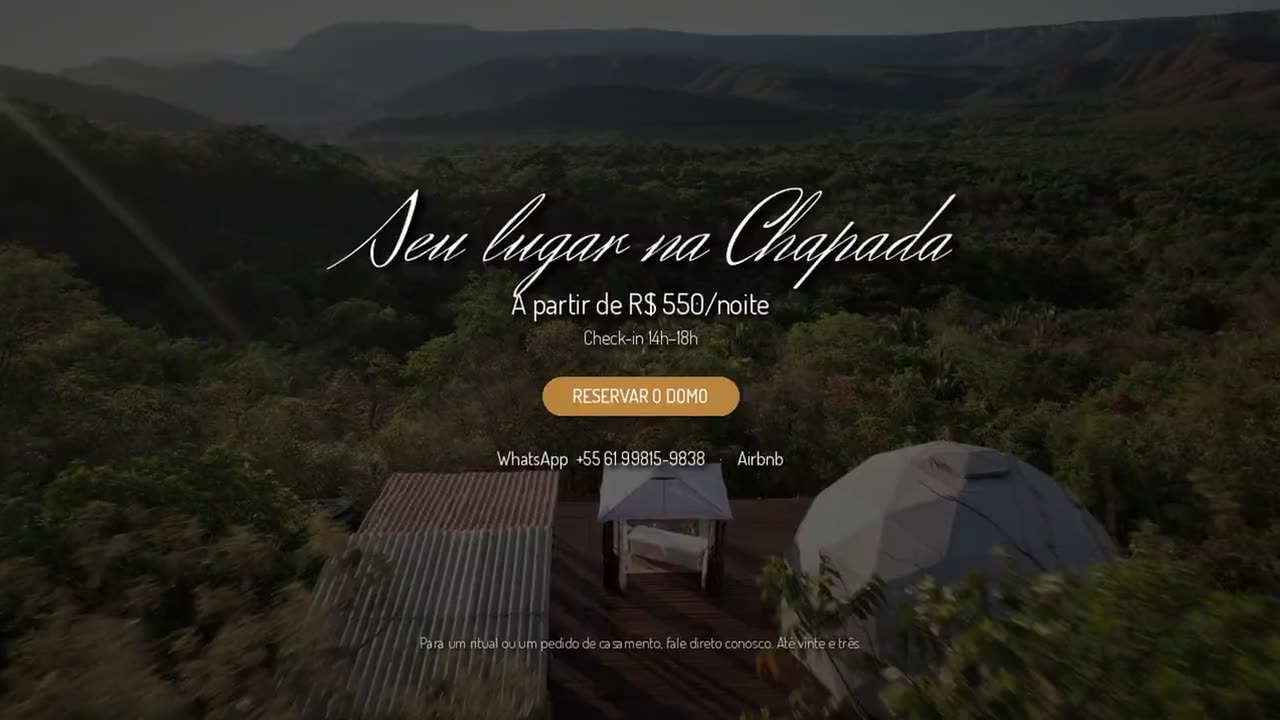 Seu lugar na Chapada
A partir de R$ 550/noite
Check-in 14h–18h
RESERVAR O DOMO
WhatsApp +55 61 99815-9838 · Airbnb
Para um ritual ou um pedido de casamento, fale direto conosco. Até vinte e três.